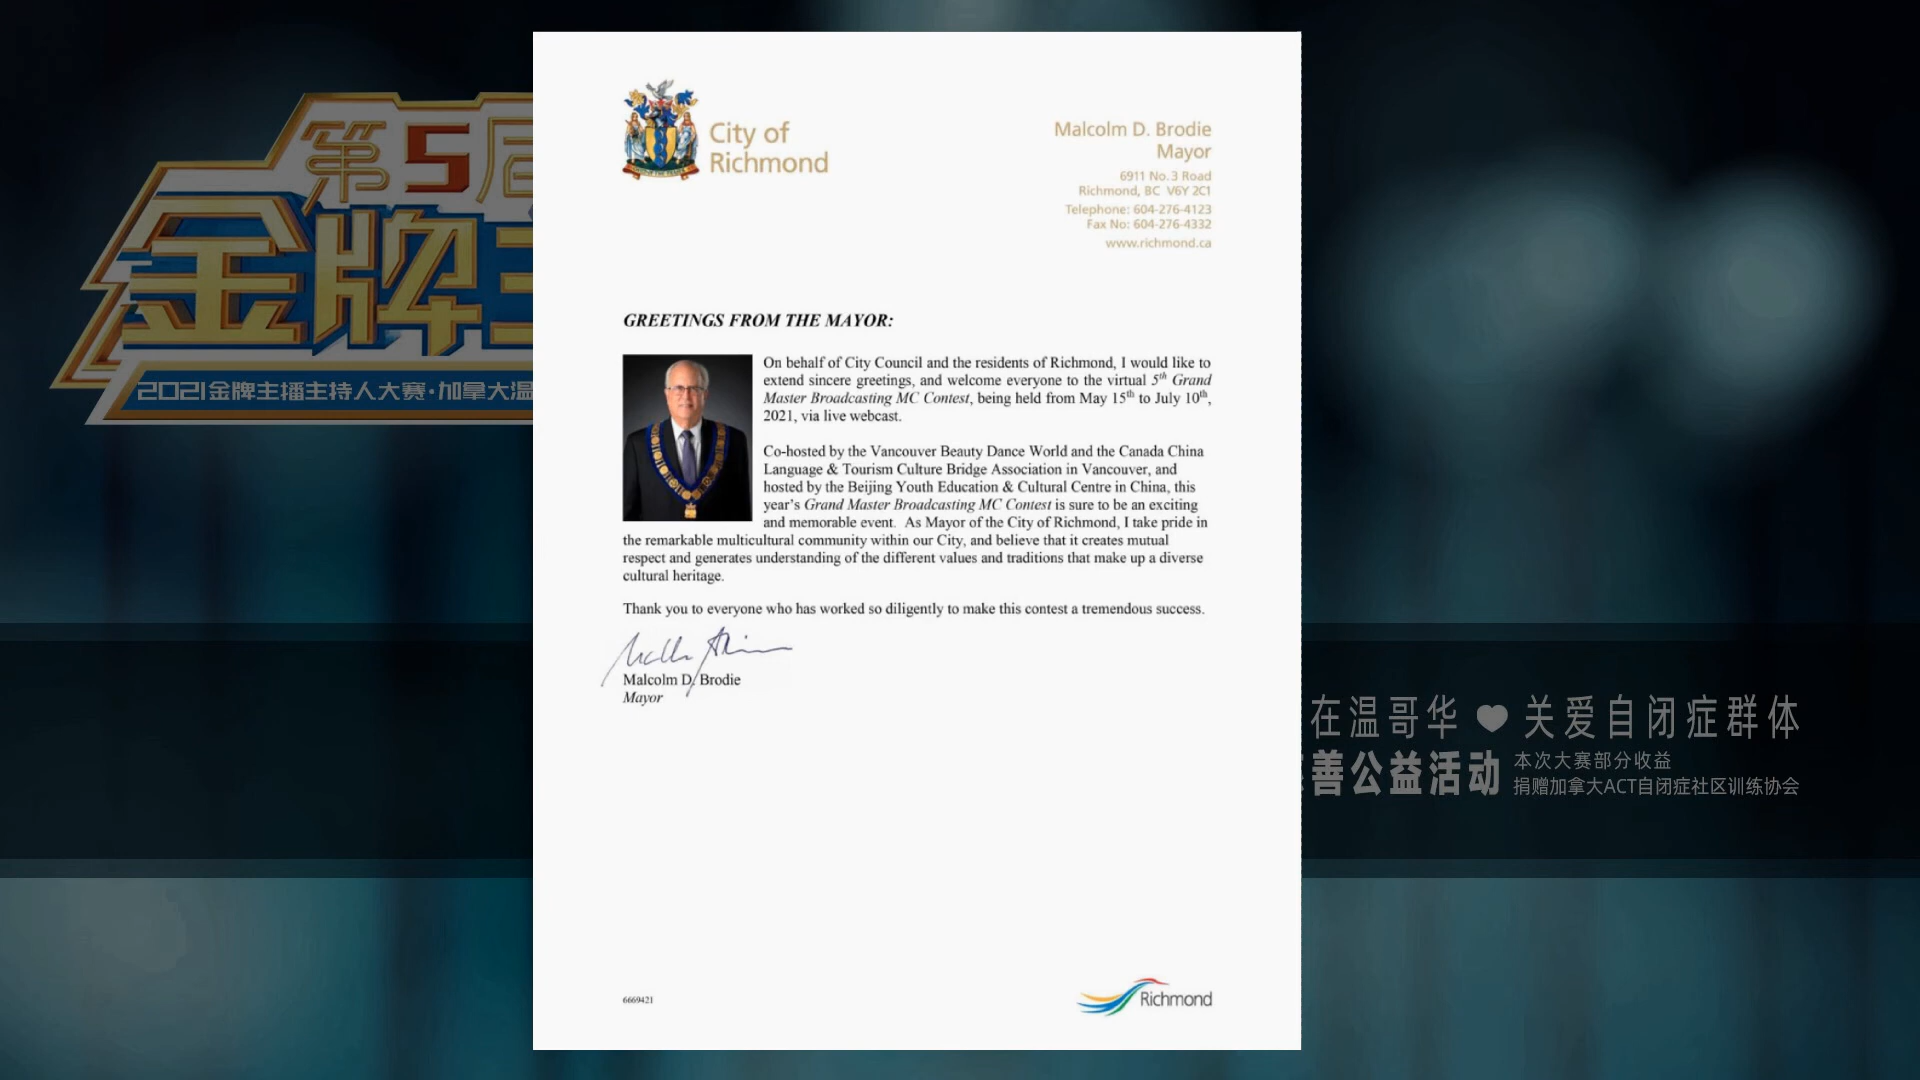 第5届
金牌主
2021金牌主播主持人大赛·加拿大温
City of
Richmond
Malcolm D. Brodie
Mayor
6911 No. 3 Road
Richmond, BC V6Y 2C1
Telephone: 604-276-4123
Fax No: 604-276-4332
www.richmond.ca
GREETINGS FROM THE MAYOR:
On behalf of City Council and the residents of Richmond, I would like to
extend sincere greetings, and welcome everyone to the virtual 5th Grand
Master Broadcasting MC Contest, being held from May 15th to July 10th,
2021, via live webcast.
Co-hosted by the Vancouver Beauty Dance World and the Canada China
Language & Tourism Culture Bridge Association in Vancouver, and
hosted by the Beijing Youth Education & Cultural Centre in China, this
year's Grand Master Broadcasting MC Contest is sure to be an exciting
and memorable event. As Mayor of the City of Richmond, I take pride in
the remarkable multicultural community within our City, and believe that it creates mutual
respect and generates understanding of the different values and traditions that make up a diverse
cultural heritage.
Thank you to everyone who has worked so diligently to make this contest a tremendous success.
Malcolm D. Brodie
Mayor
在温哥华 ♥ 关爱自闭症群体
善公益活动
本次大赛部分收益
捐赠加拿大ACT自闭症社区训练协会
6669421
Richmond